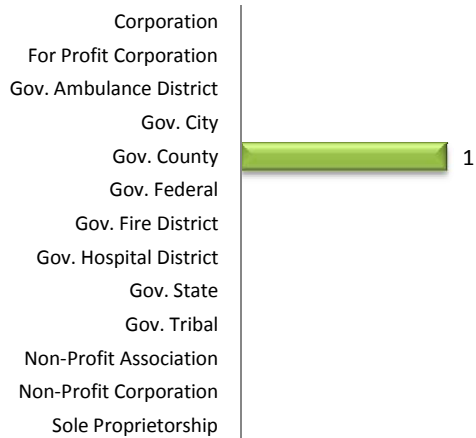 Corporation
For Profit Corporation
Gov. Ambulance District
Gov. City
Gov. County 1
Gov. Federal
Gov. Fire District
Gov. Hospital District
Gov. State
Gov. Tribal
Non-Profit Association
Non-Profit Corporation
Sole Proprietorship